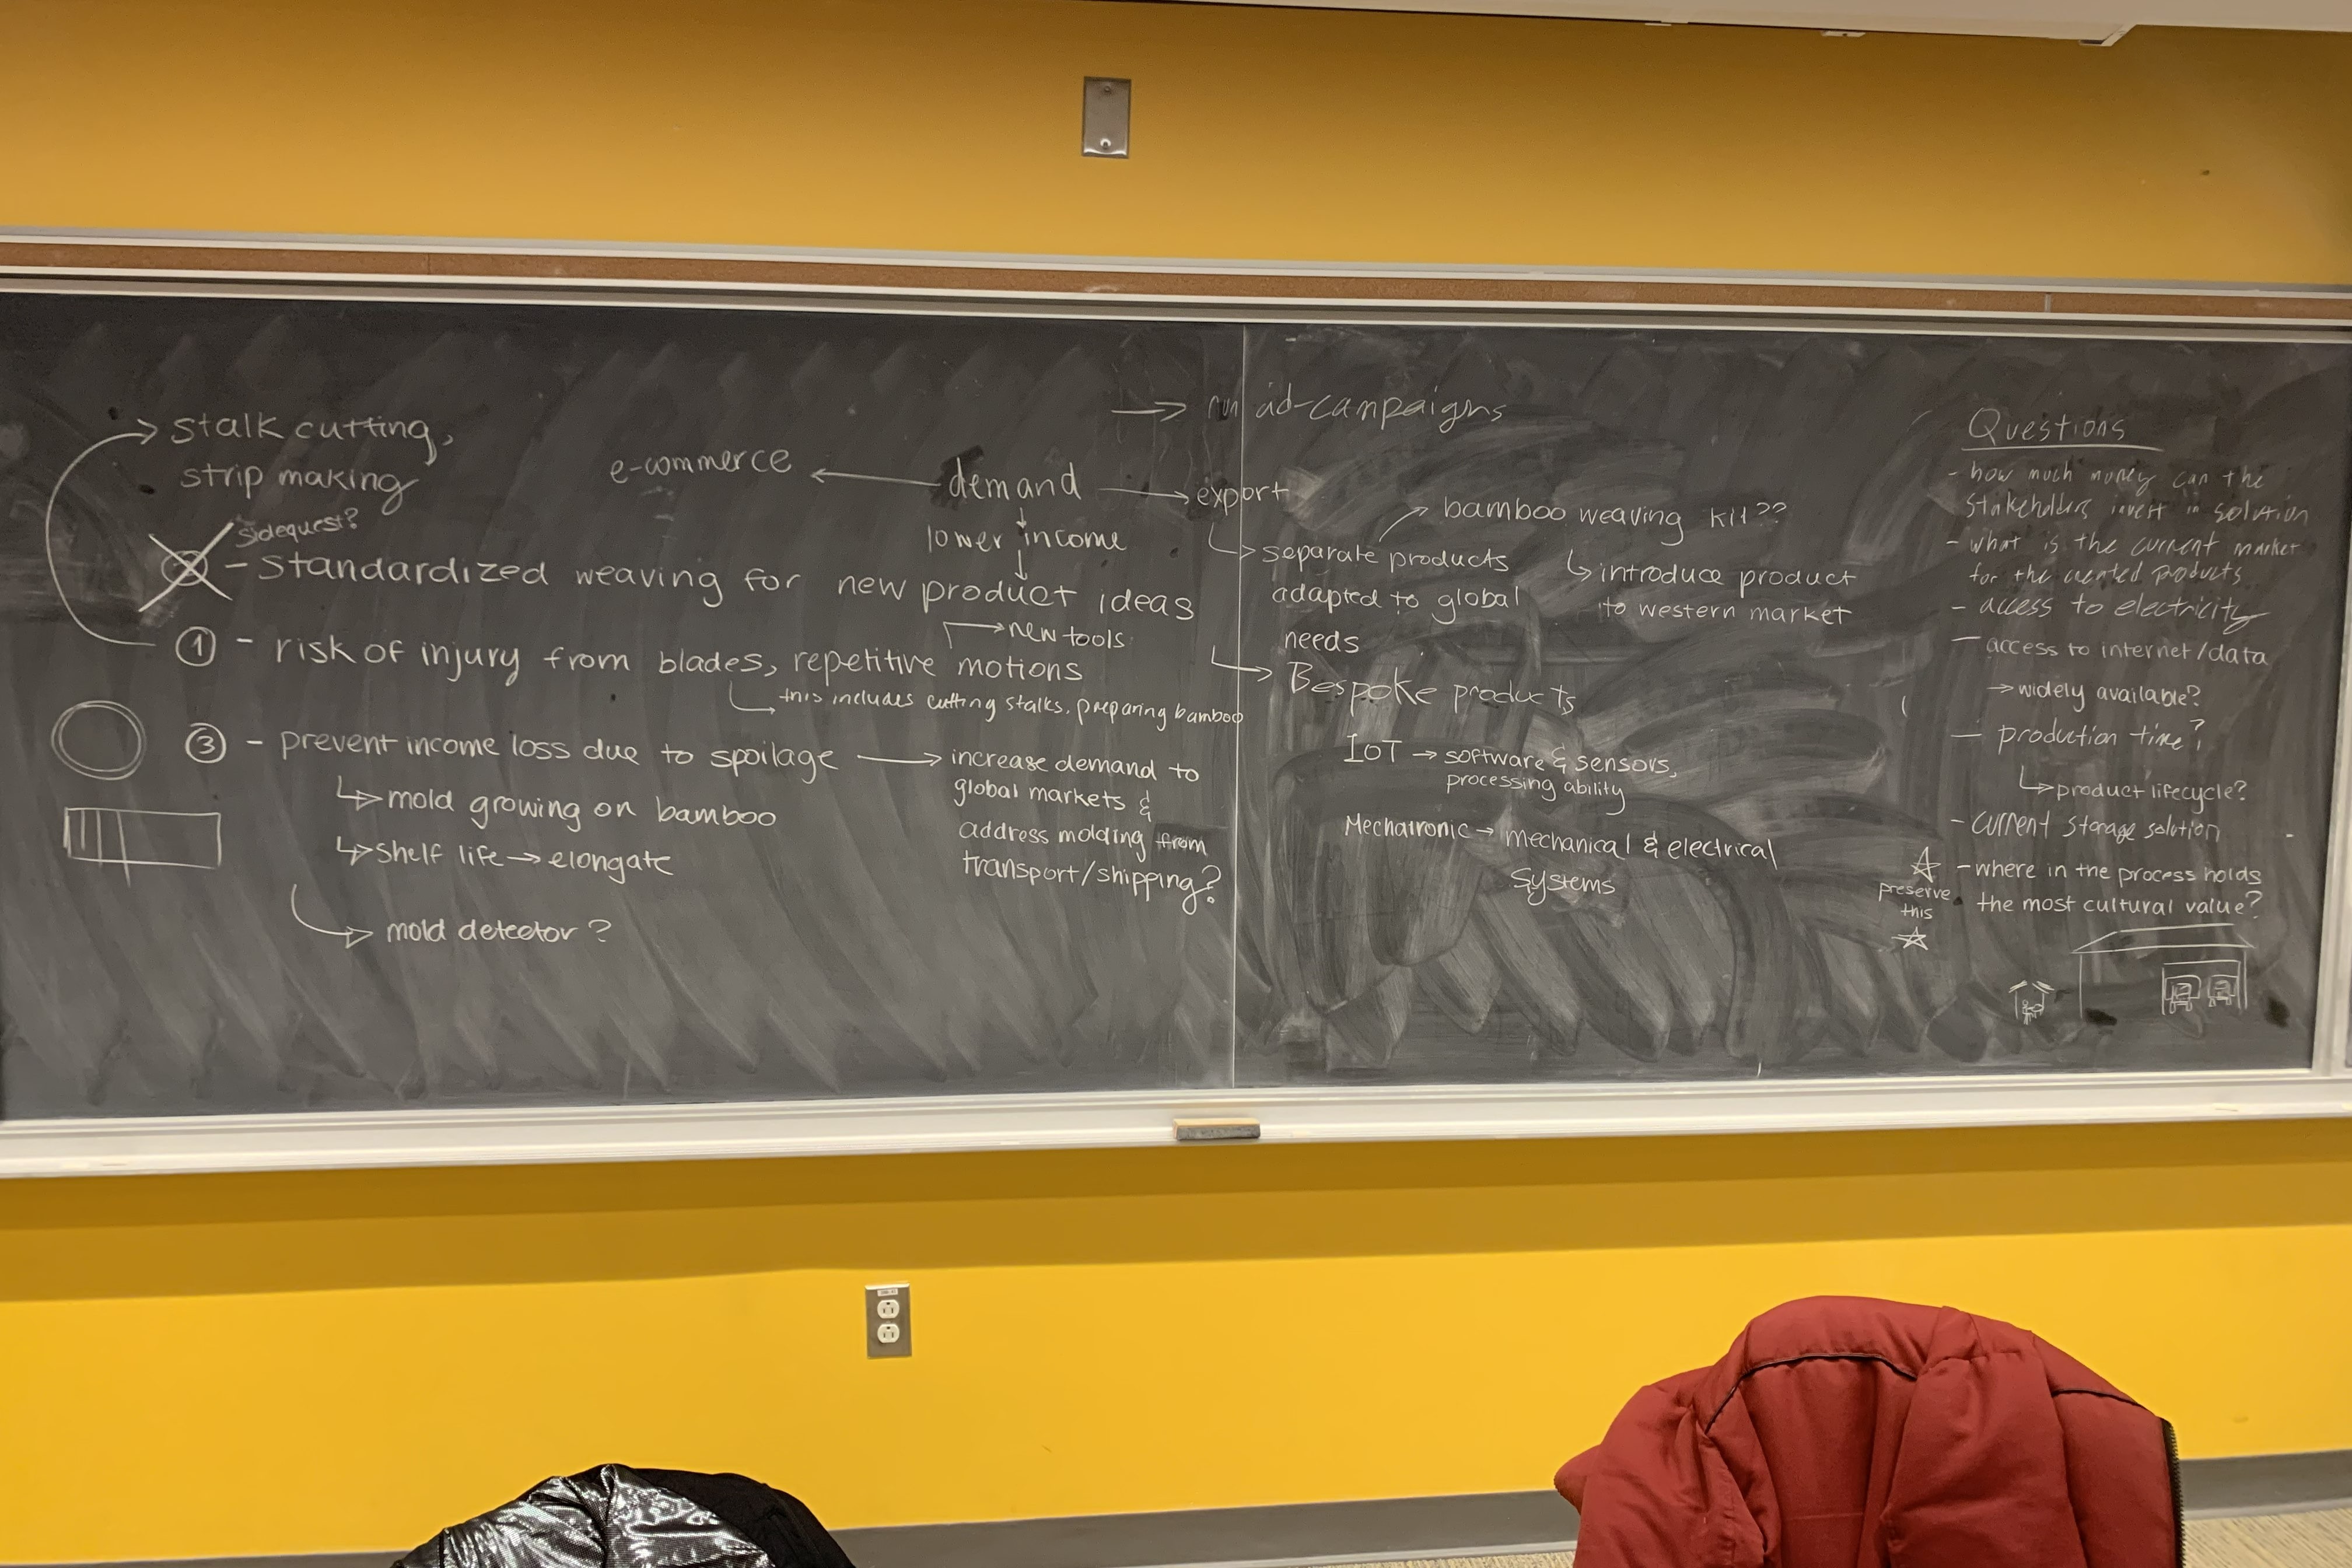 → stalk cutting,
strip making
sidequest?
② - standardized weaving for new product ideas
① - risk of injury from blades, repetitive motions
→ new tools
↳ this includes cutting stalks, preparing bamboo
③ - prevent income loss due to spoilage → increase demand to
global markets &
address molding from
transport/shipping?
↳ mold growing on bamboo
↳ shelf life → elongate
↳ mold detector?
→ run ad-campaigns
e-commerce ← demand → export
↓
lower income
↓
↳ separate products
adapted to global
needs
↳ Bespoke products
bamboo weaving kit??
↳ introduce product
to western market
IoT → software & sensors,
processing ability
Mechatronic → mechanical & electrical
systems
Questions
- how much money can the
stakeholders invest in solution
- what is the current market
for the created products
- access to electricity
- access to internet/data
→ widely available?
- production time?
↳ product lifecycle?
- current storage solution
☆ - where in the process holds
the most cultural value?
preserve
this
☆